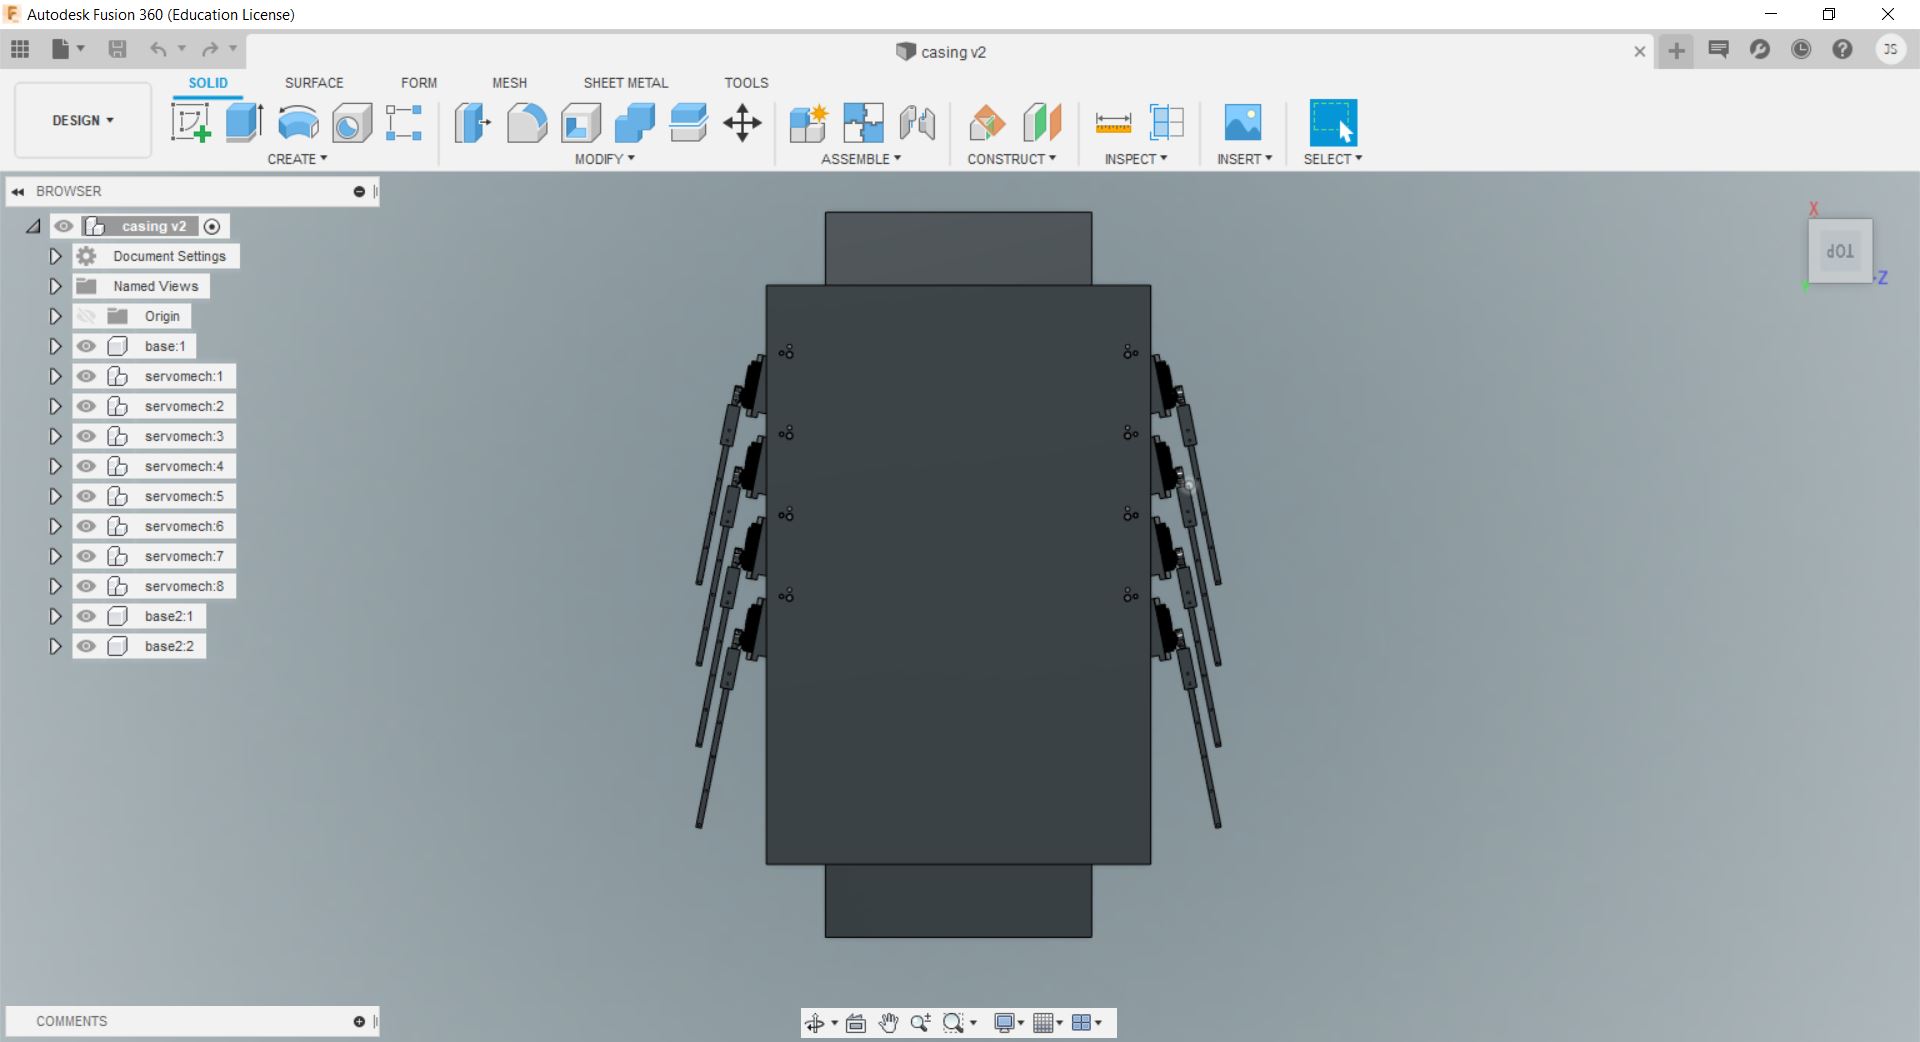 Autodesk Fusion 360 (Education License)
casing v2
JS
SOLID SURFACE FORM MESH SHEET METAL TOOLS
DESIGN
CREATE MODIFY ASSEMBLE CONSTRUCT INSPECT INSERT SELECT
BROWSER
casing v2
Document Settings
Named Views
Origin
base:1
servomech:1
servomech:2
servomech:3
servomech:4
servomech:5
servomech:6
servomech:7
servomech:8
base2:1
base2:2
X
TOP
Z
Y
COMMENTS